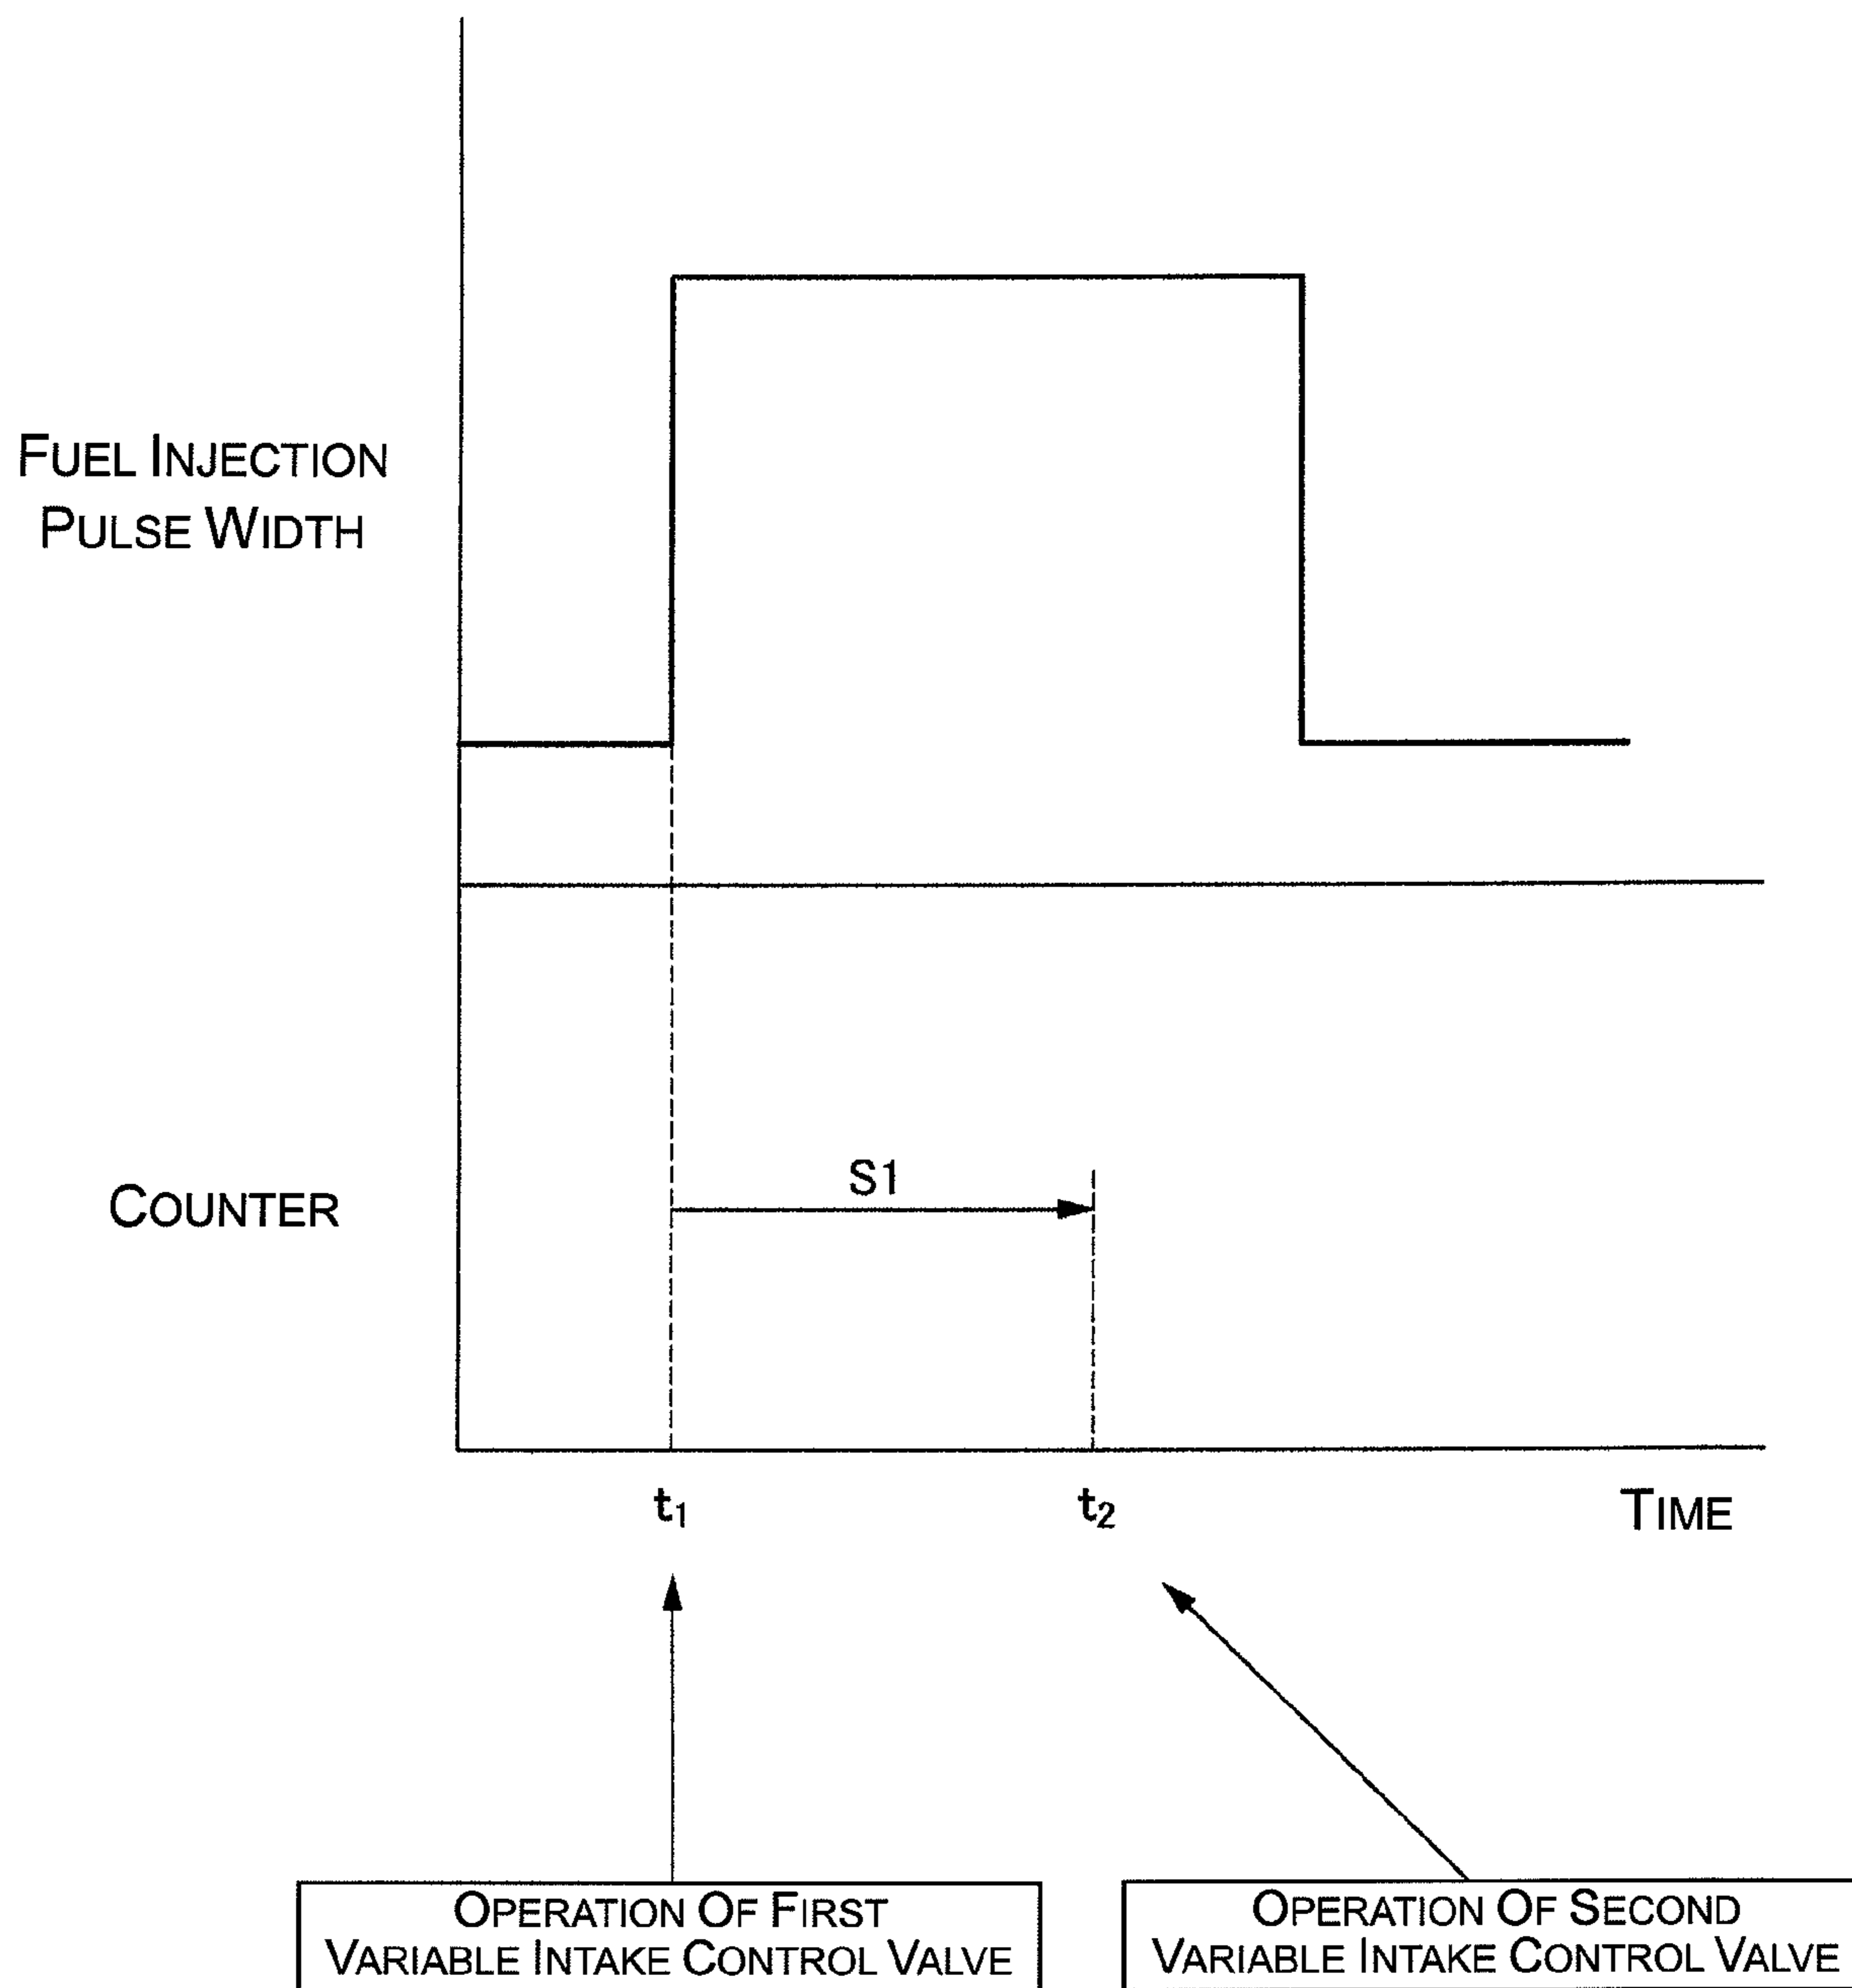 FUEL INJECTION
PULSE WIDTH
S1
COUNTER
t1
t2
TIME
OPERATION OF FIRST
VARIABLE INTAKE CONTROL VALVE
OPERATION OF SECOND
VARIABLE INTAKE CONTROL VALVE